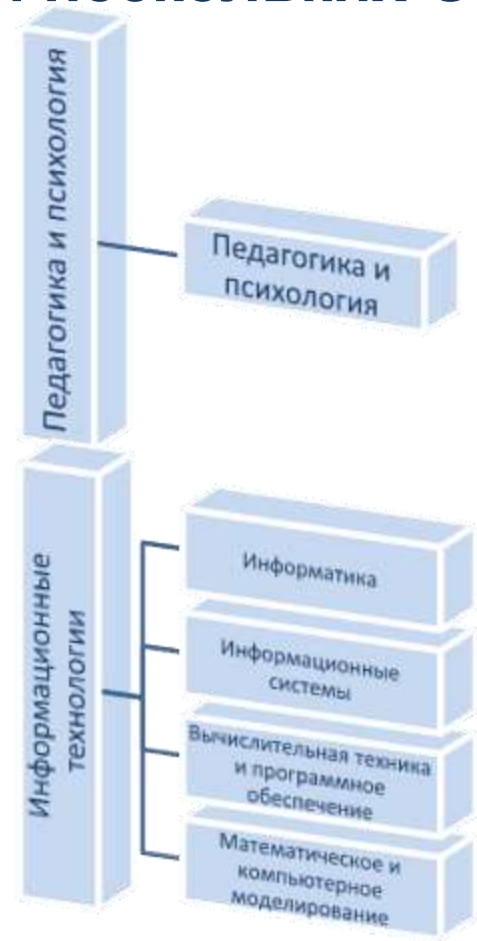 Педагогика и психология
Педагогика и
психология
Информационные
технологии
Информатика
Информационные
системы
Вычислительная техника
и программное
обеспечение
Математическое и
компьютерное
моделирование